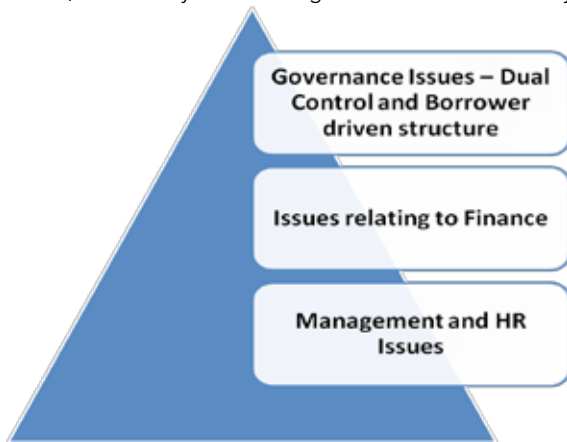 Governance Issues – Dual
Control and Borrower
driven structure
Issues relating to Finance
Management and HR
Issues